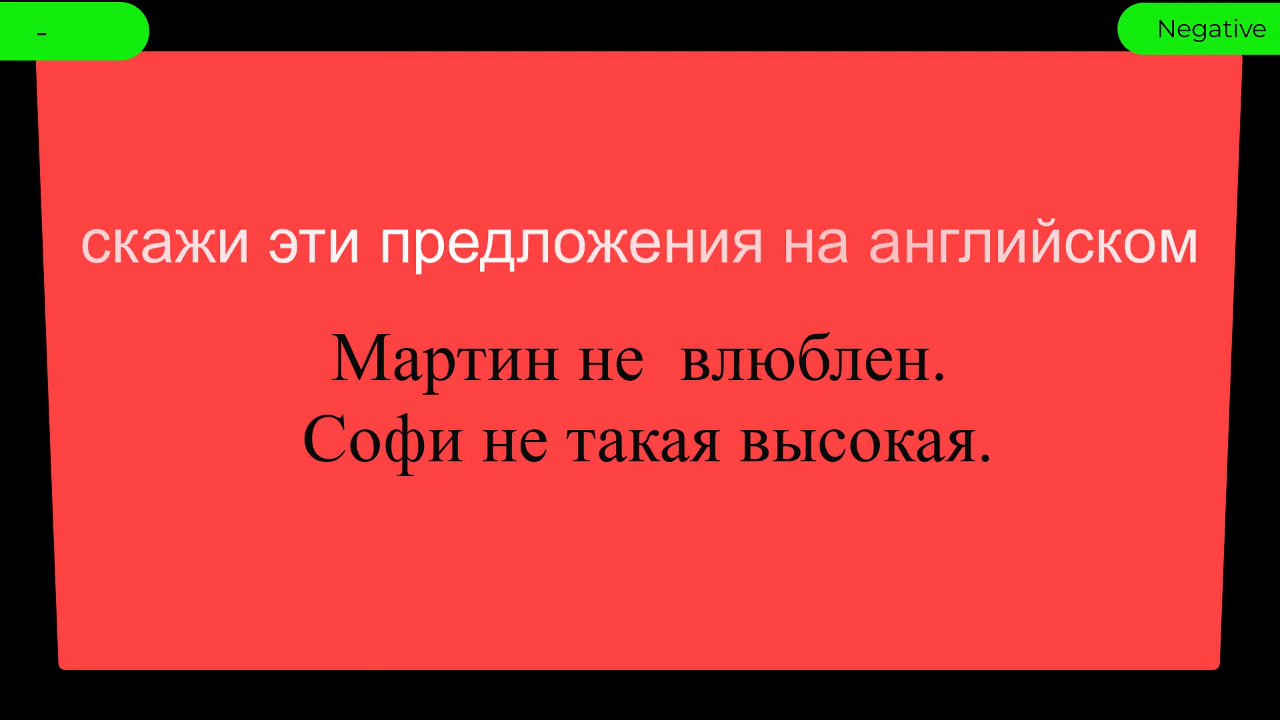 -
Negative
скажи эти предложения на английском
Мартин не  влюблен.
Софи не такая высокая.